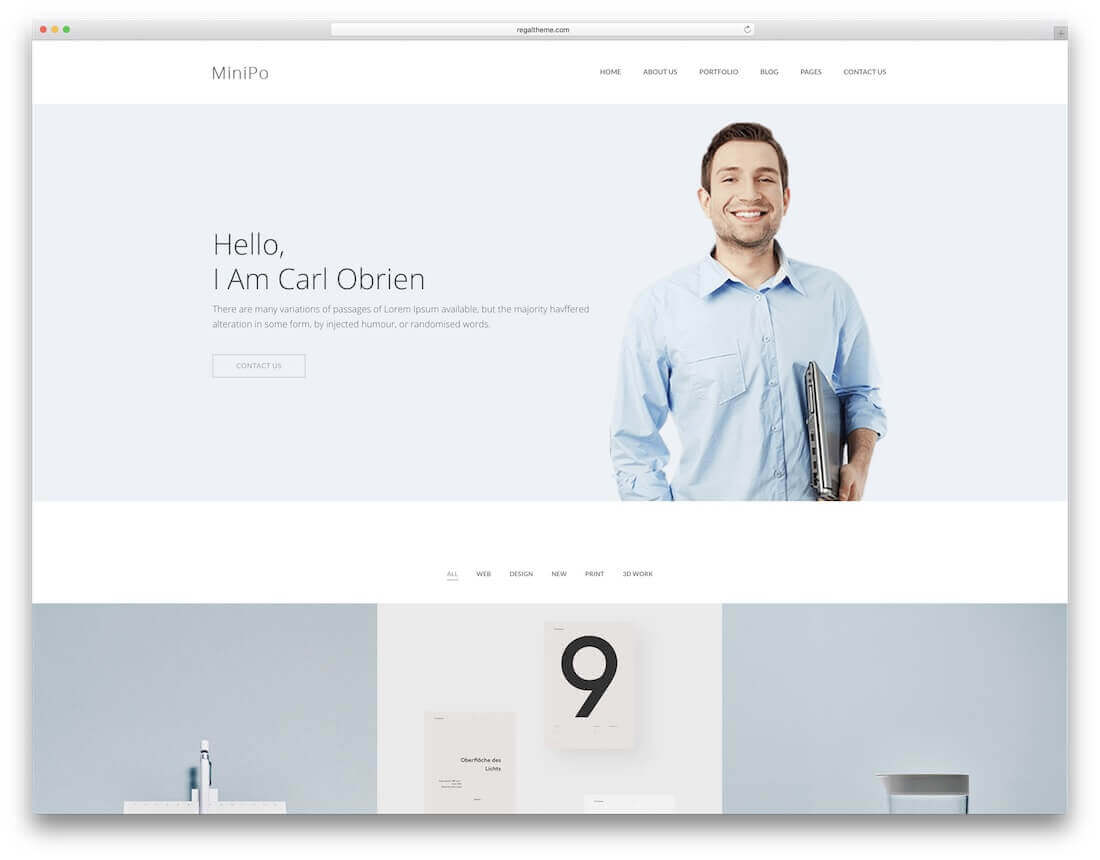 regaltheme.com
MiniPo
HOME ABOUT US PORTFOLIO BLOG PAGES CONTACT US
Hello,
I Am Carl Obrien
There are many variations of passages of Lorem Ipsum available, but the majority havffered
alteration in some form, by injected humour, or randomised words.
CONTACT US
ALL WEB DESIGN NEW PRINT 3D WORK
9
Oberfläche des
Lichts